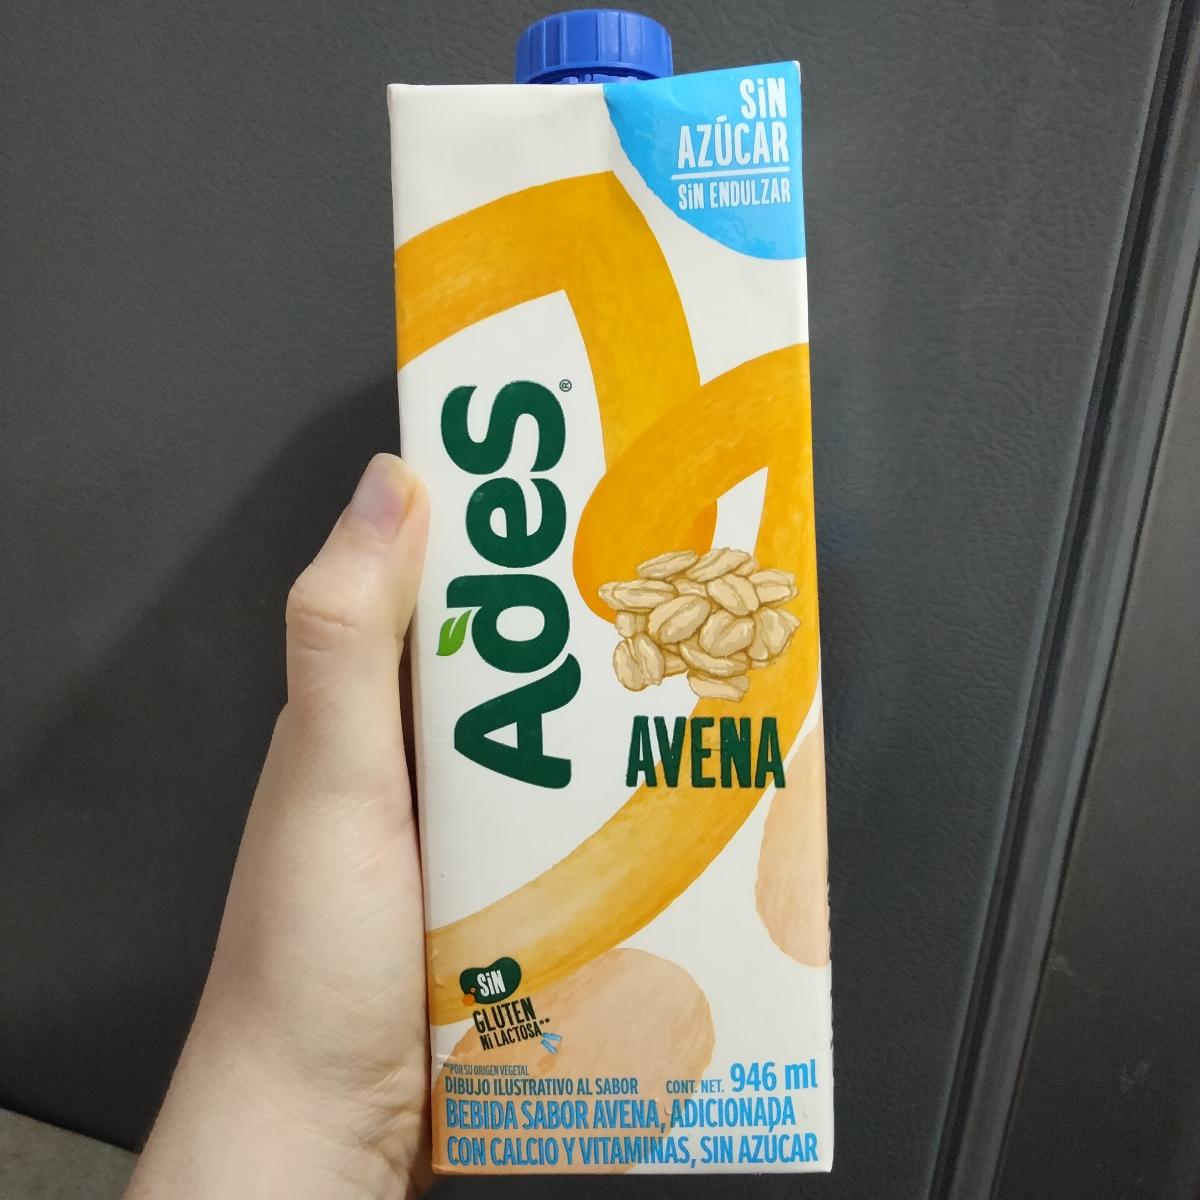 SiN
AZÚCAR
SiN ENDULZAR
AdeS®
AVENA
SiN
GLUTEN
Ni LACTOSA**
**POR SU ORIGEN VEGETAL
DIBUJO ILUSTRATIVO AL SABOR CONT. NET. 946 ml
BEBIDA SABOR AVENA, ADICIONADA
CON CALCIO Y VITAMINAS, SIN AZÚCAR